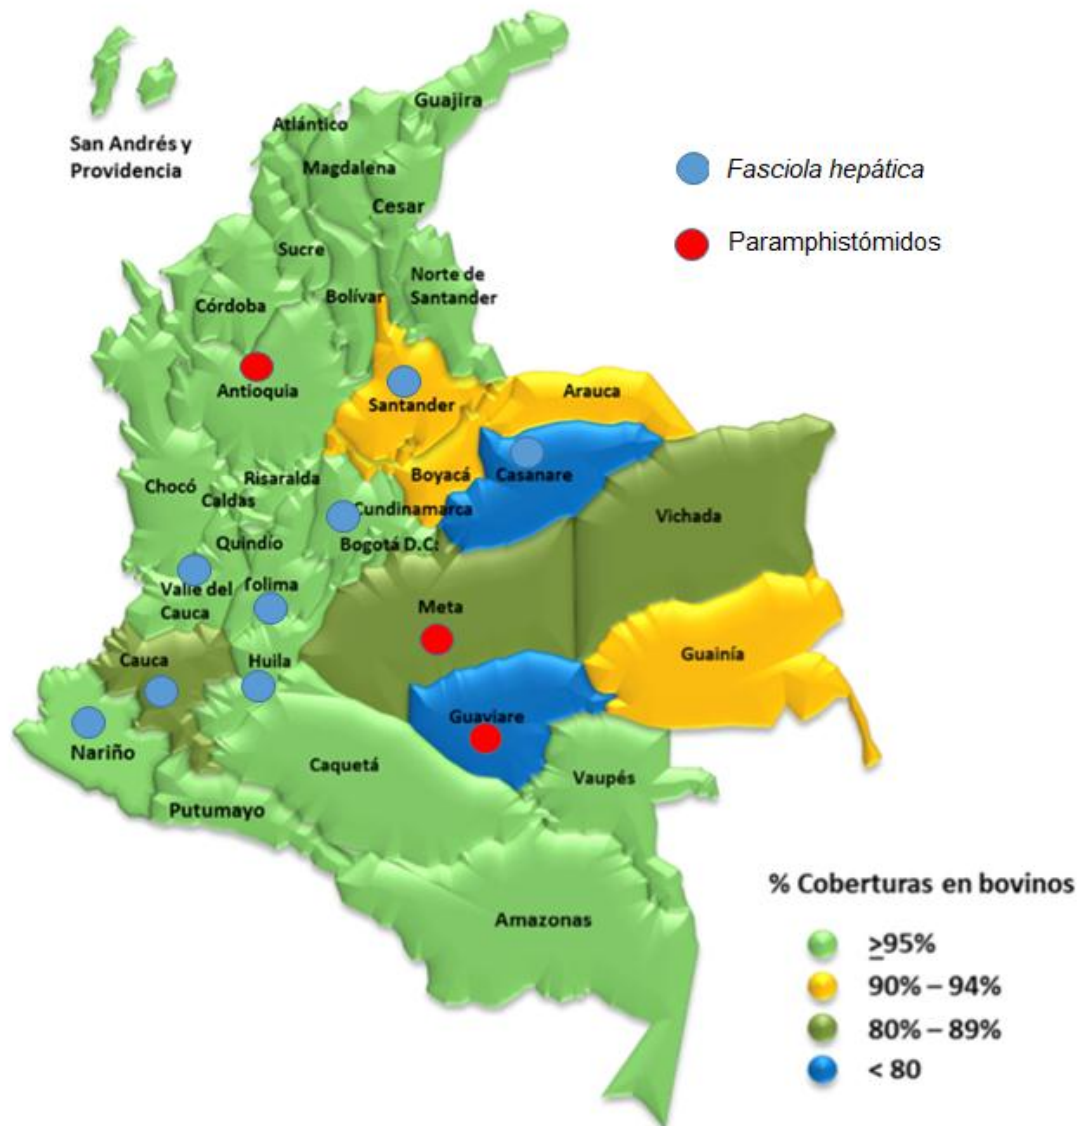 San Andrés y
Providencia
Guajira
Atlántico
Magdalena
Cesar
Fasciola hepática
Paramphistómidos
Sucre
Norte de
Santander
Bolívar
Córdoba
Antioquia
Santander
Arauca
Boyacá
Casanare
Risaralda
Chocó
Caldas
Cundinamarca
Vichada
Quindío
Bogotá D.C:
Valle del
Cauca
Tolima
Meta
Cauca
Huila
Guainía
Guaviare
Nariño
Caquetá
Vaupés
Putumayo
Amazonas
% Coberturas en bovinos
≥95%
90% – 94%
80% – 89%
< 80